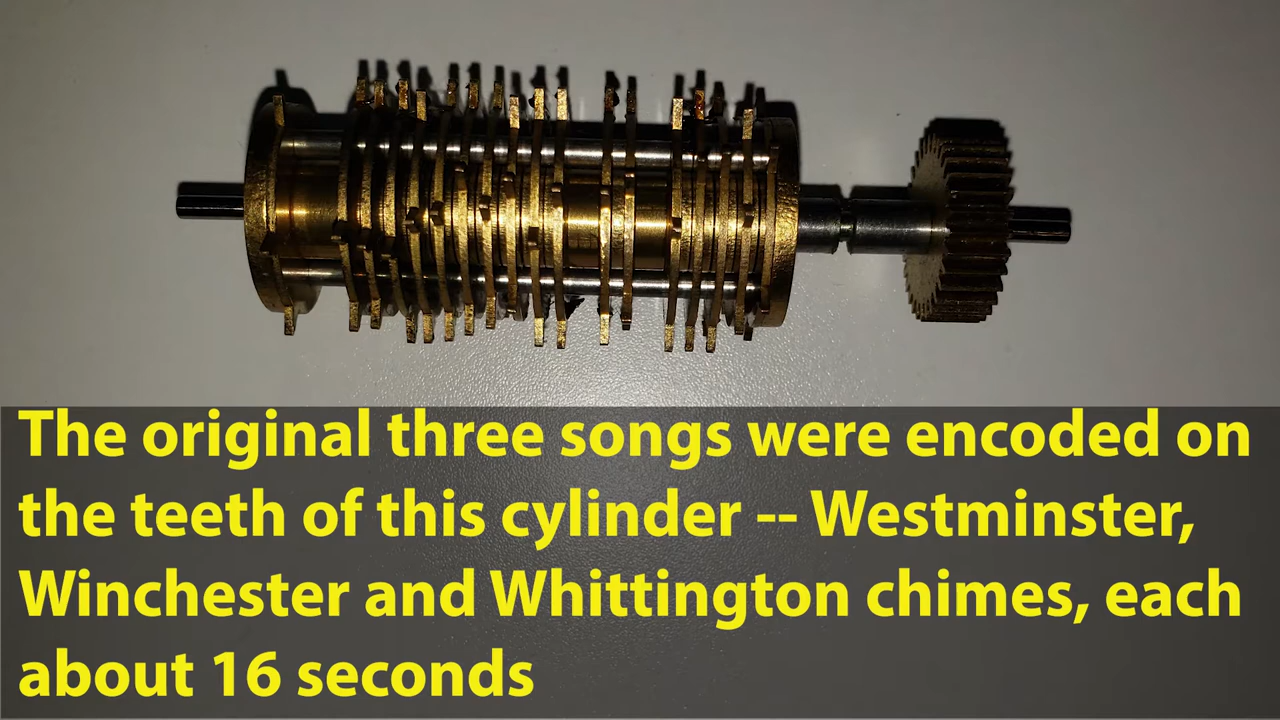 The original three songs were encoded on
the teeth of this cylinder -- Westminster,
Winchester and Whittington chimes, each
about 16 seconds